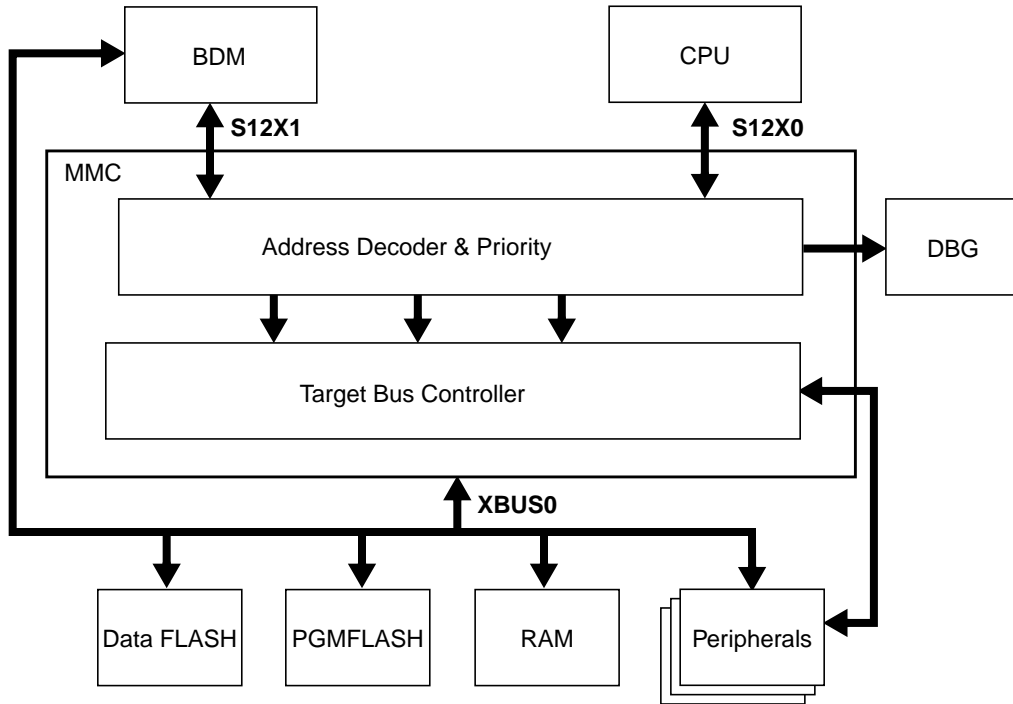 BDM
CPU
S12X1
S12X0
MMC
Address Decoder & Priority
DBG
Target Bus Controller
XBUS0
Data FLASH
PGMFLASH
RAM
Peripherals